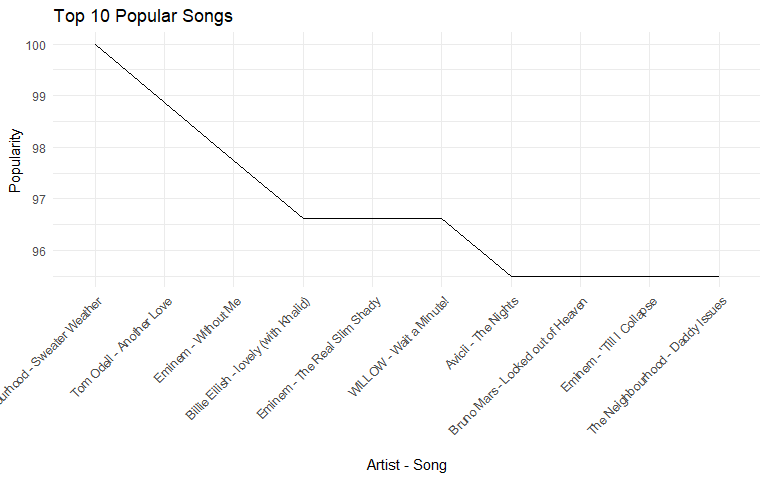 Top 10 Popular Songs
Popularity
100
99
98
97
96
ourhood - Sweater Weather
Tom Odell - Another Love
Eminem - Without Me
Billie Eilish - lovely (with Khalid)
Eminem - The Real Slim Shady
WILLOW - Wait a Minute!
Avicii - The Nights
Bruno Mars - Locked out of Heaven
Eminem - 'Till I Collapse
The Neighbourhood - Daddy Issues
Artist - Song